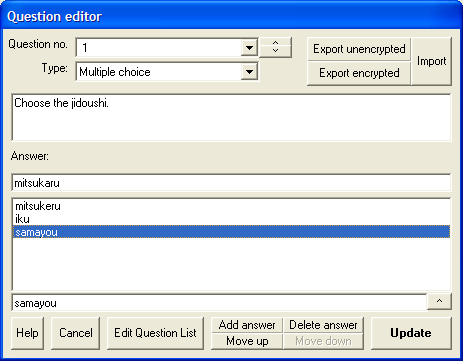 Question editor
Question no. 1
Export unencrypted
Import
Type: Multiple choice
Export encrypted
Choose the jidoushi.
Answer:
mitsukaru
mitsukeru
iku
samayou
samayou
Help
Cancel
Edit Question List
Add answer
Delete answer
Move up
Move down
Update